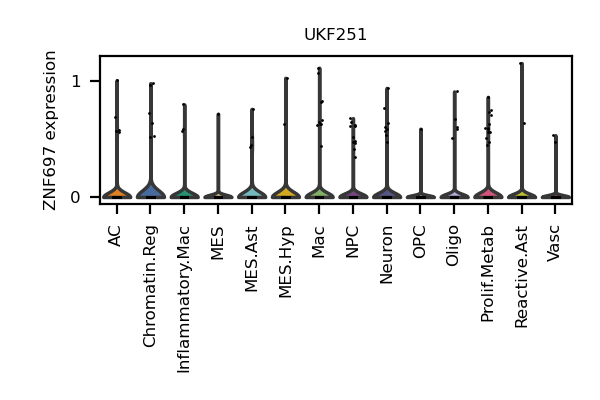 UKF251
ZNF697 expression
1
0
AC
Chromatin.Reg
Inflammatory.Mac
MES
MES.Ast
MES.Hyp
Mac
NPC
Neuron
OPC
Oligo
Prolif.Metab
Reactive.Ast
Vasc